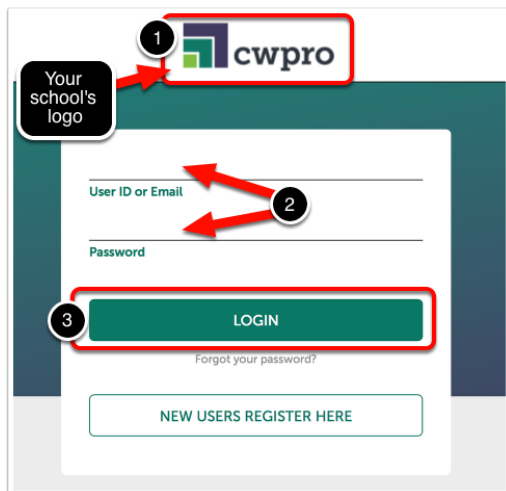 1
cwpro
Your
school's
logo
User ID or Email
2
Password
3
LOGIN
Forgot your password?
NEW USERS REGISTER HERE